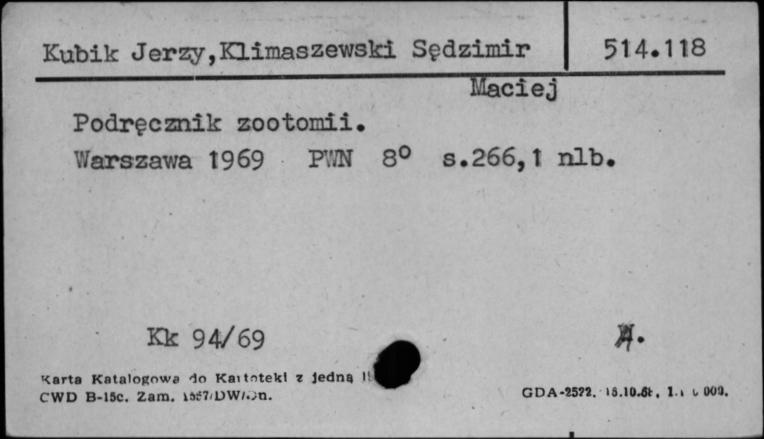 Kubik Jerzy,Klimaszewski Sędzimir 514.118
Maciej
Podręcznik zootomii.
Warszawa 1969 PWN 8° s.266,1 nlb.
Kk 94/69
Karta Katalogowa do Kartoteki z jedną
CWD B-15c. Zam.
GDA-2522.